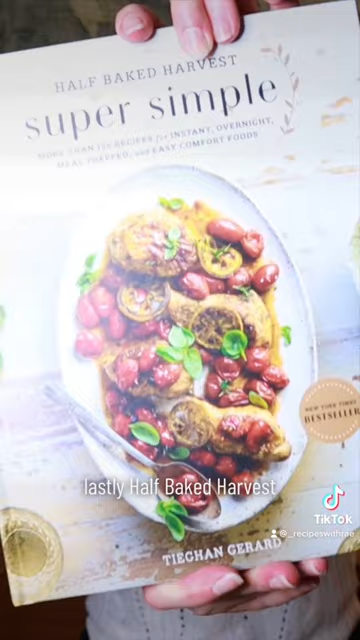 HALF BAKED HARVEST
super simple
MORE THAN 125 RECIPES for INSTANT, OVERNIGHT,
MEAL-PREPPED, and EASY COMFORT FOODS
NEW YORK TIMES
BESTSELLER
lastly Half Baked Harvest
TikTok
@_recipeswithrae
TIEGHAN GERARD